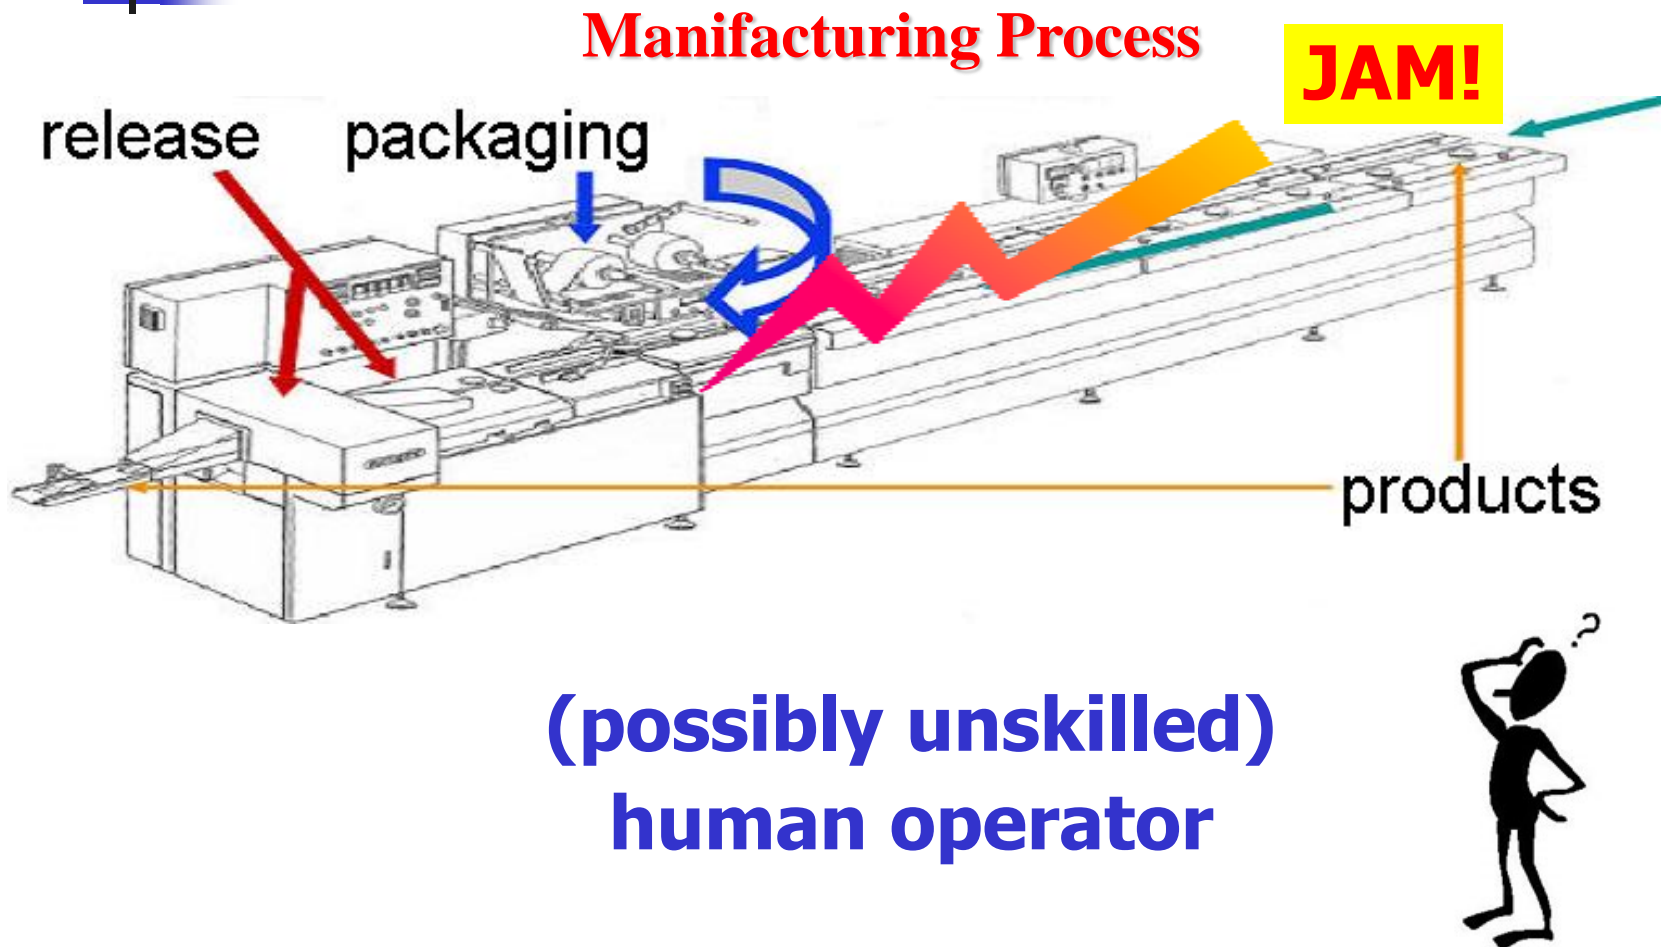 Manifacturing Process
JAM!
release
packaging
products
?
(possibly unskilled)
human operator